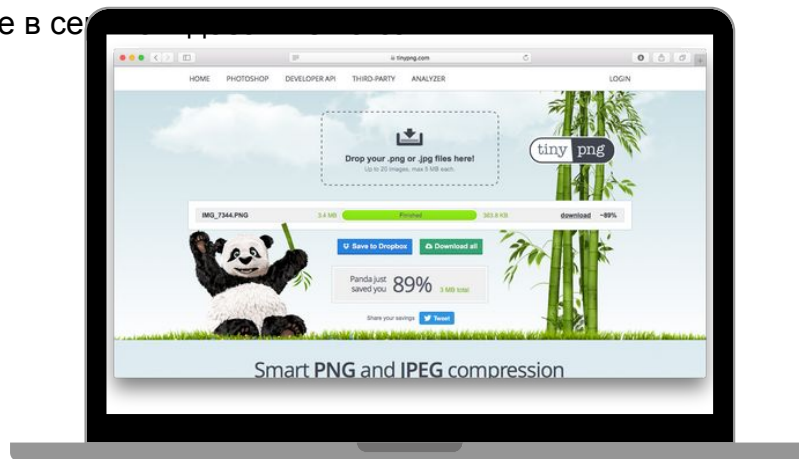 е в се
tinypng.com
HOME PHOTOSHOP DEVELOPER API THIRD-PARTY ANALYZER LOGIN
Drop your .png or .jpg files here!
Up to 20 images, max 5 MB each.
tiny png
IMG_7344.PNG 3.4 MB Finished 363.8 KB download -89%
Save to Dropbox Download all
Panda just saved you 89% 3 MB total
Share your savings Tweet
Smart PNG and JPEG compression